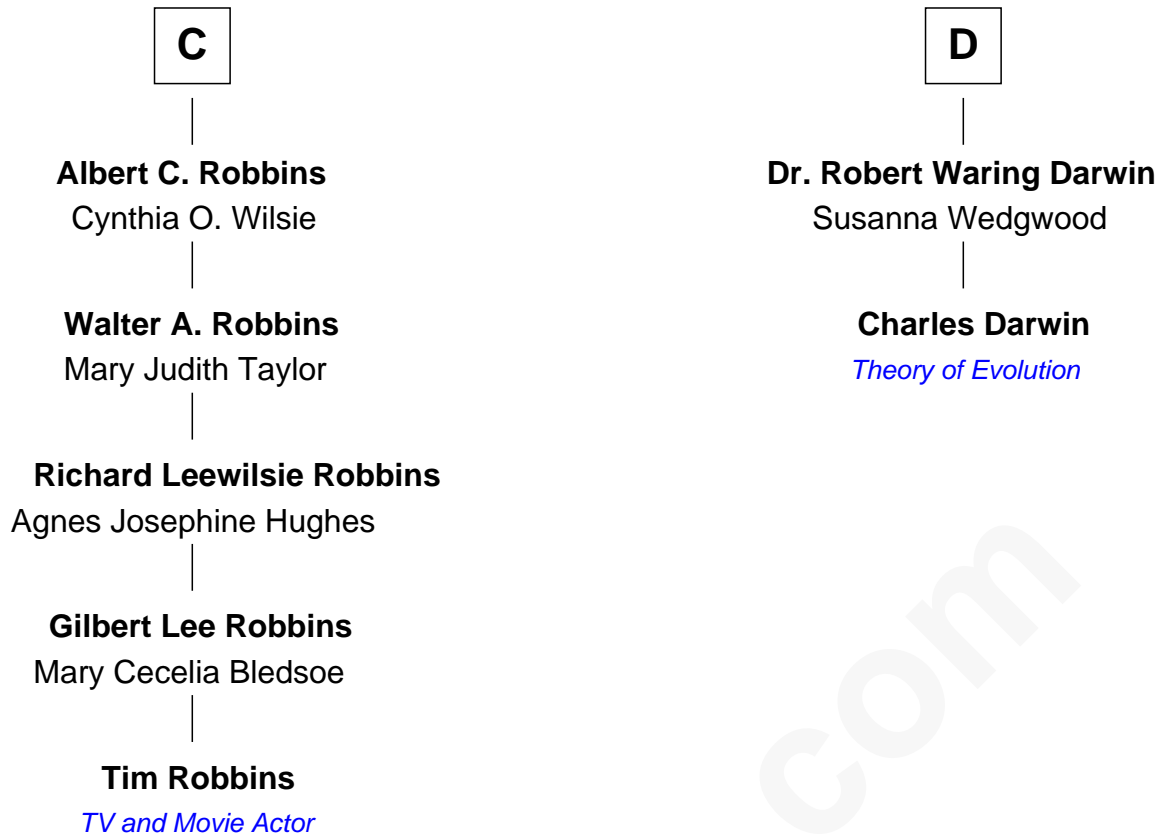 C
Albert C. Robbins
Cynthia O. Wilsie
Walter A. Robbins
Mary Judith Taylor
Richard Leewilsie Robbins
Agnes Josephine Hughes
Gilbert Lee Robbins
Mary Cecelia Bledsoe
Tim Robbins
TV and Movie Actor
D
Dr. Robert Waring Darwin
Susanna Wedgwood
Charles Darwin
Theory of Evolution
com